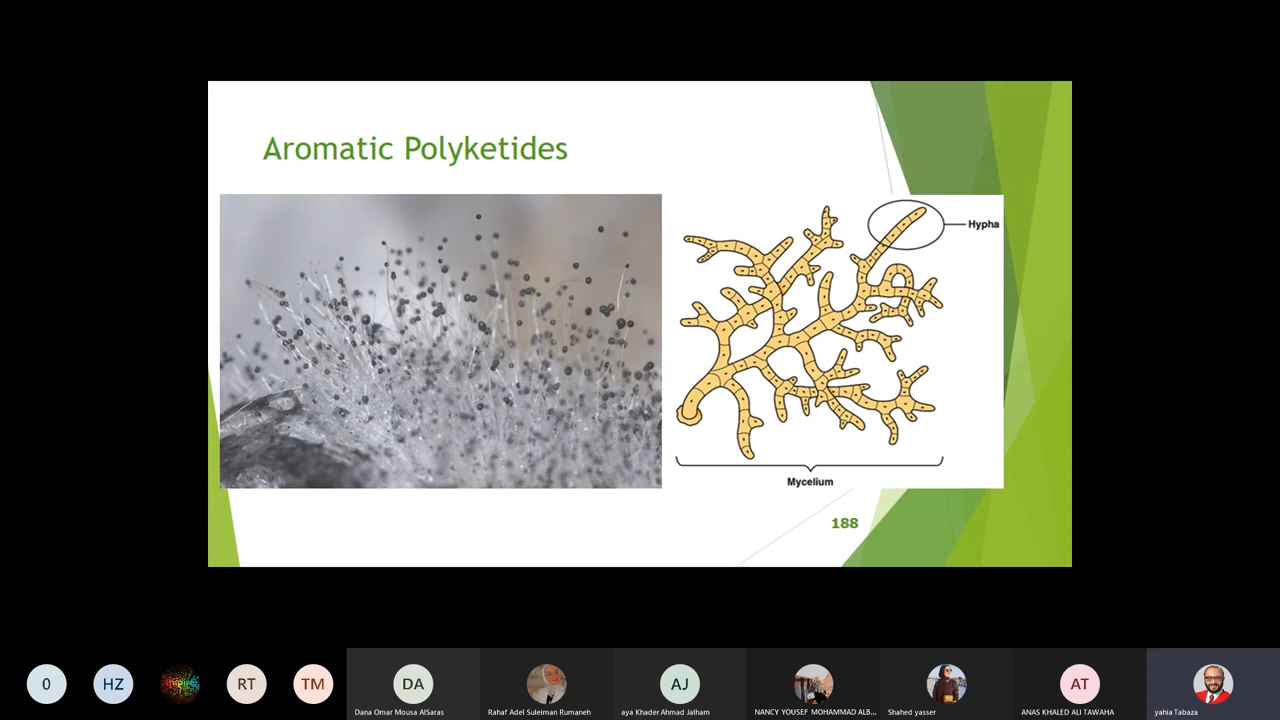 Aromatic Polyketides
Hypha
Mycelium
188
0
HZ
RT
TM
DA
AJ
AT
Dana Omar Mousa AlSaras
Rahaf Adel Suleiman Rumaneh
aya Khader Ahmad Jalham
NANCY YOUSEF MOHAMMAD ALB...
Shahed yasser
ANAS KHALED ALI TAWAHA
yahia Tabaza